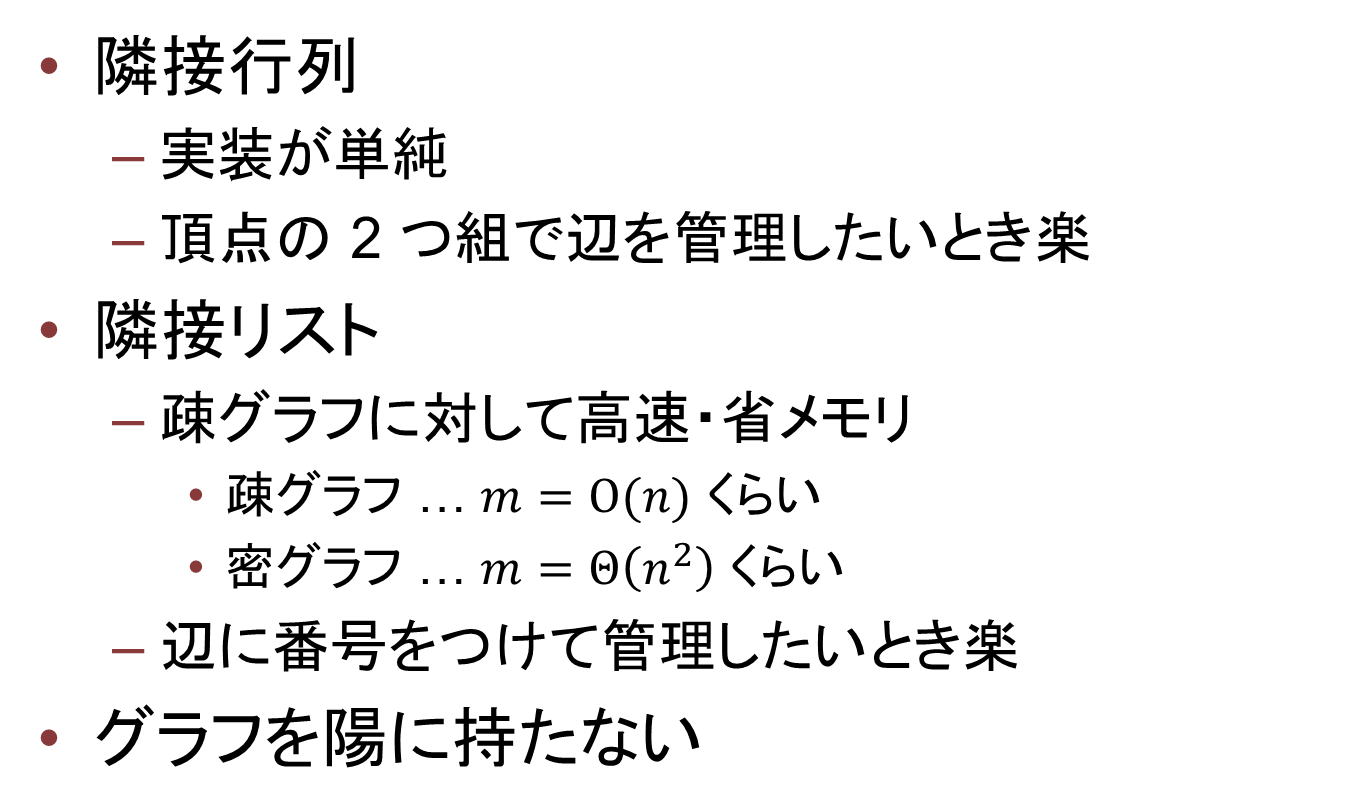 • 隣接行列
– 実装が単純
– 頂点の 2 つ組で辺を管理したいとき楽
• 隣接リスト
– 疎グラフに対して高速・省メモリ
• 疎グラフ … m = O(n) くらい
• 密グラフ … m = Θ(n²) くらい
– 辺に番号をつけて管理したいとき楽
• グラフを陽に持たない